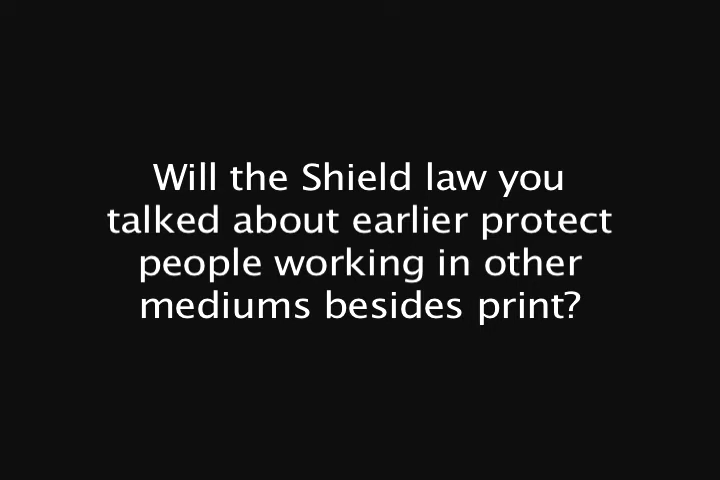 Will the Shield law you
talked about earlier protect
people working in other
mediums besides print?